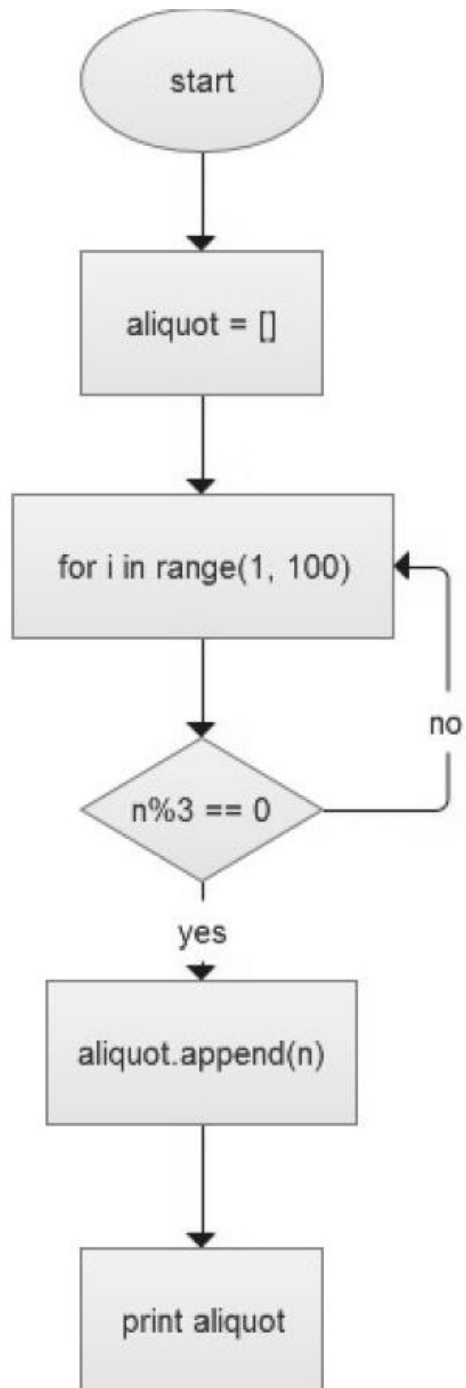 start
aliquot = []
for i in range(1, 100)
no
n%3 == 0
yes
aliquot.append(n)
print aliquot